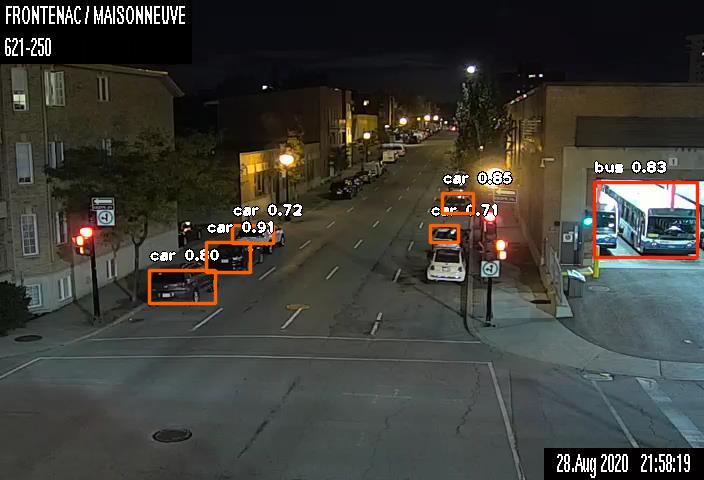 FRONTENAC / MAISONNEUVE
621-250
bus 0.83
1
car 0.85
car 0.71
car 0.72
car 0.91
car 0.80
28.Aug 2020 21:58:19